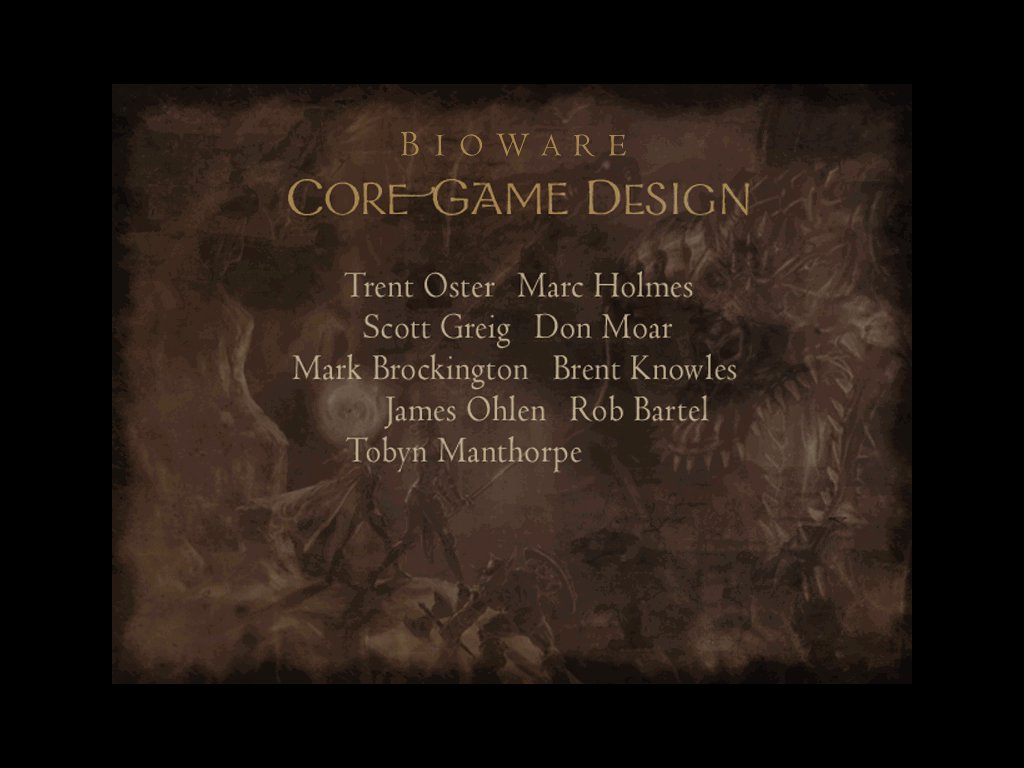 BIOWARE
CORE GAME DESIGN
Trent Oster Marc Holmes
Scott Greig Don Moar
Mark Brockington Brent Knowles
James Ohlen Rob Bartel
Tobyn Manthorpe